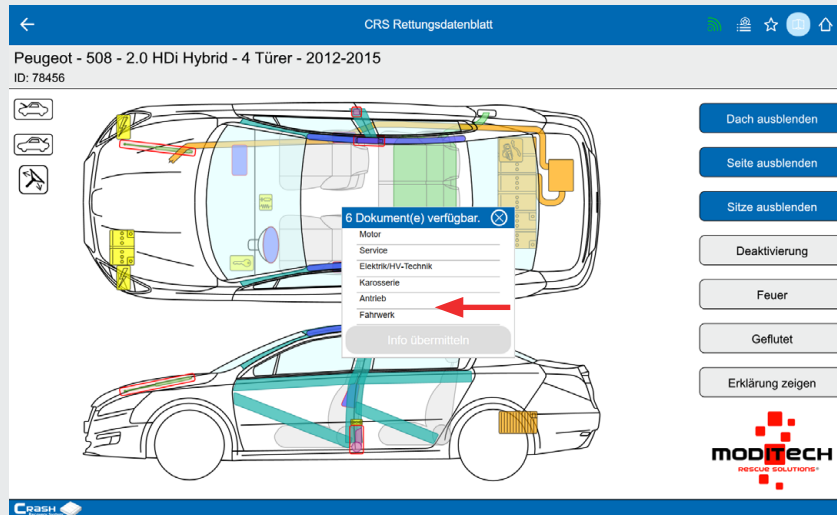 CRS Rettungsdatenblatt
Peugeot - 508 - 2.0 HDi Hybrid - 4 Türer - 2012-2015
ID: 78456
Dach ausblenden
Seite ausblenden
Sitze ausblenden
Deaktivierung
Feuer
Geflutet
Erklärung zeigen
6 Dokument(e) verfügbar.
Motor
Service
Elektrik/HV-Technik
Karosserie
Antrieb
Fahrwerk
Info übermitteln
MODITECH
RESCUE SOLUTIONS
CRASH